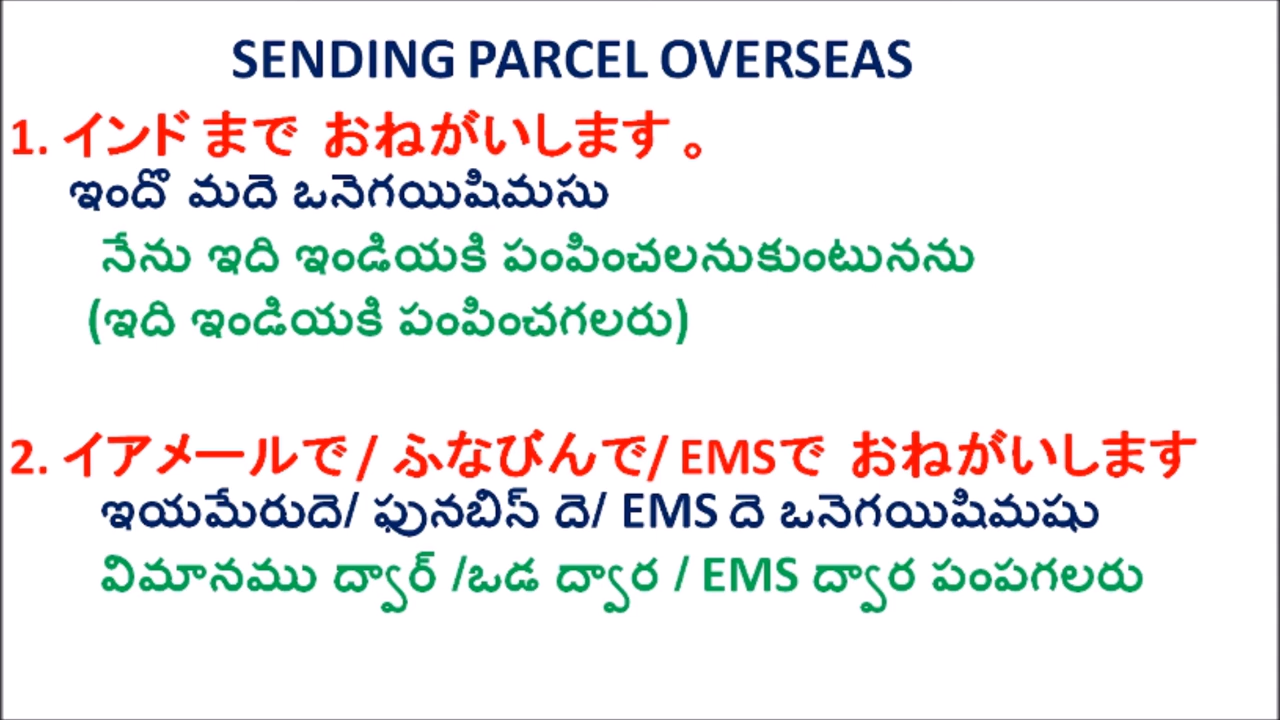 SENDING PARCEL OVERSEAS
1. インド まで おねがいします 。
ఇందొ మదె ఒనెగయిషిమసు
నేను ఇది ఇండియకి పంపించలనుకుంటునను
(ఇది ఇండియకి పంపించగలరు)
2. イアメールで / ふなびんで/ EMSで おねがいします
ఇయమేరుదె/ ఫునబిస్ దె/ EMS దె ఒనెగయిషిమషు
విమానము ద్వార్ /ఒడ ద్వార / EMS ద్వార పంపగలరు